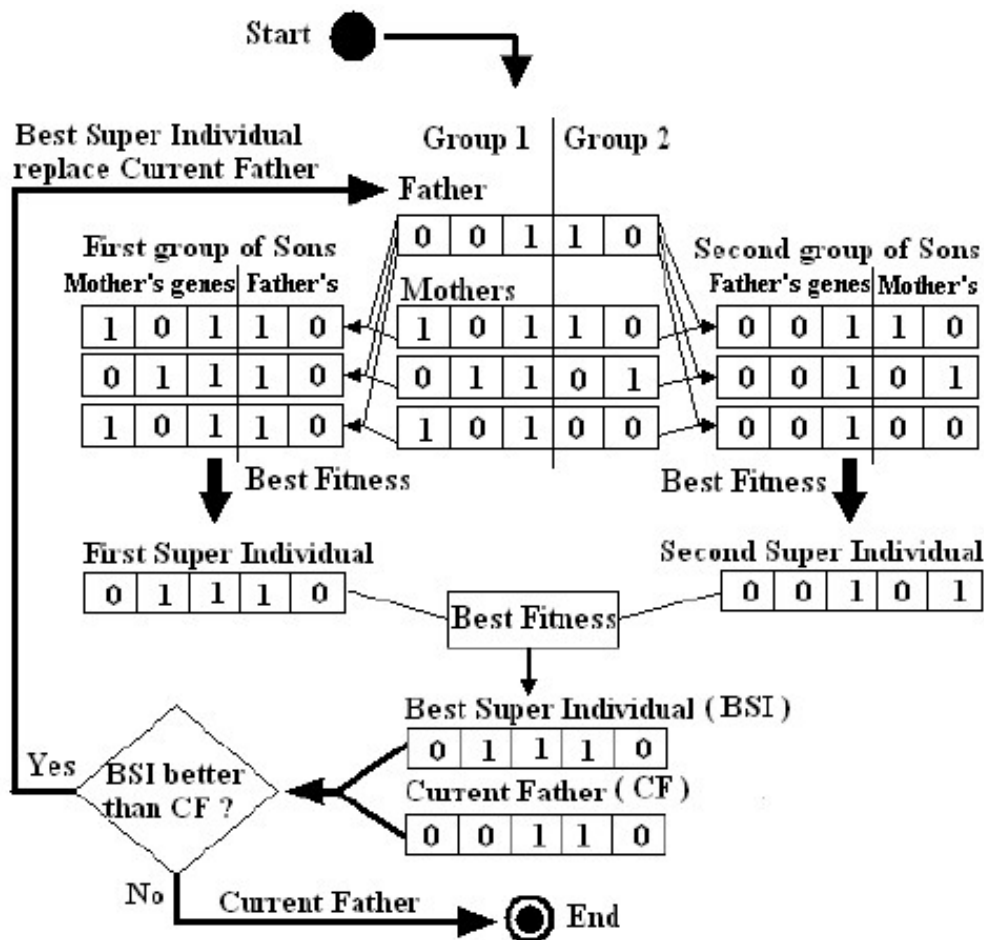 Start
Best Super Individual
replace Current Father
Group 1 Group 2
Father
0 0 1 1 0
First group of Sons
Mother's genes Father's
1 0 1 1 0
0 1 1 1 0
1 0 1 1 0
Mothers
1 0 1 1 0
0 1 1 0 1
1 0 1 0 0
Second group of Sons
Father's genes Mother's
0 0 1 1 0
0 0 1 0 1
0 0 1 0 0
Best Fitness
Best Fitness
First Super Individual
0 1 1 1 0
Second Super Individual
0 0 1 0 1
Best Fitness
Best Super Individual (BSI)
0 1 1 1 0
Current Father (CF)
0 0 1 1 0
BSI better
than CF ?
Yes
No
Current Father
End